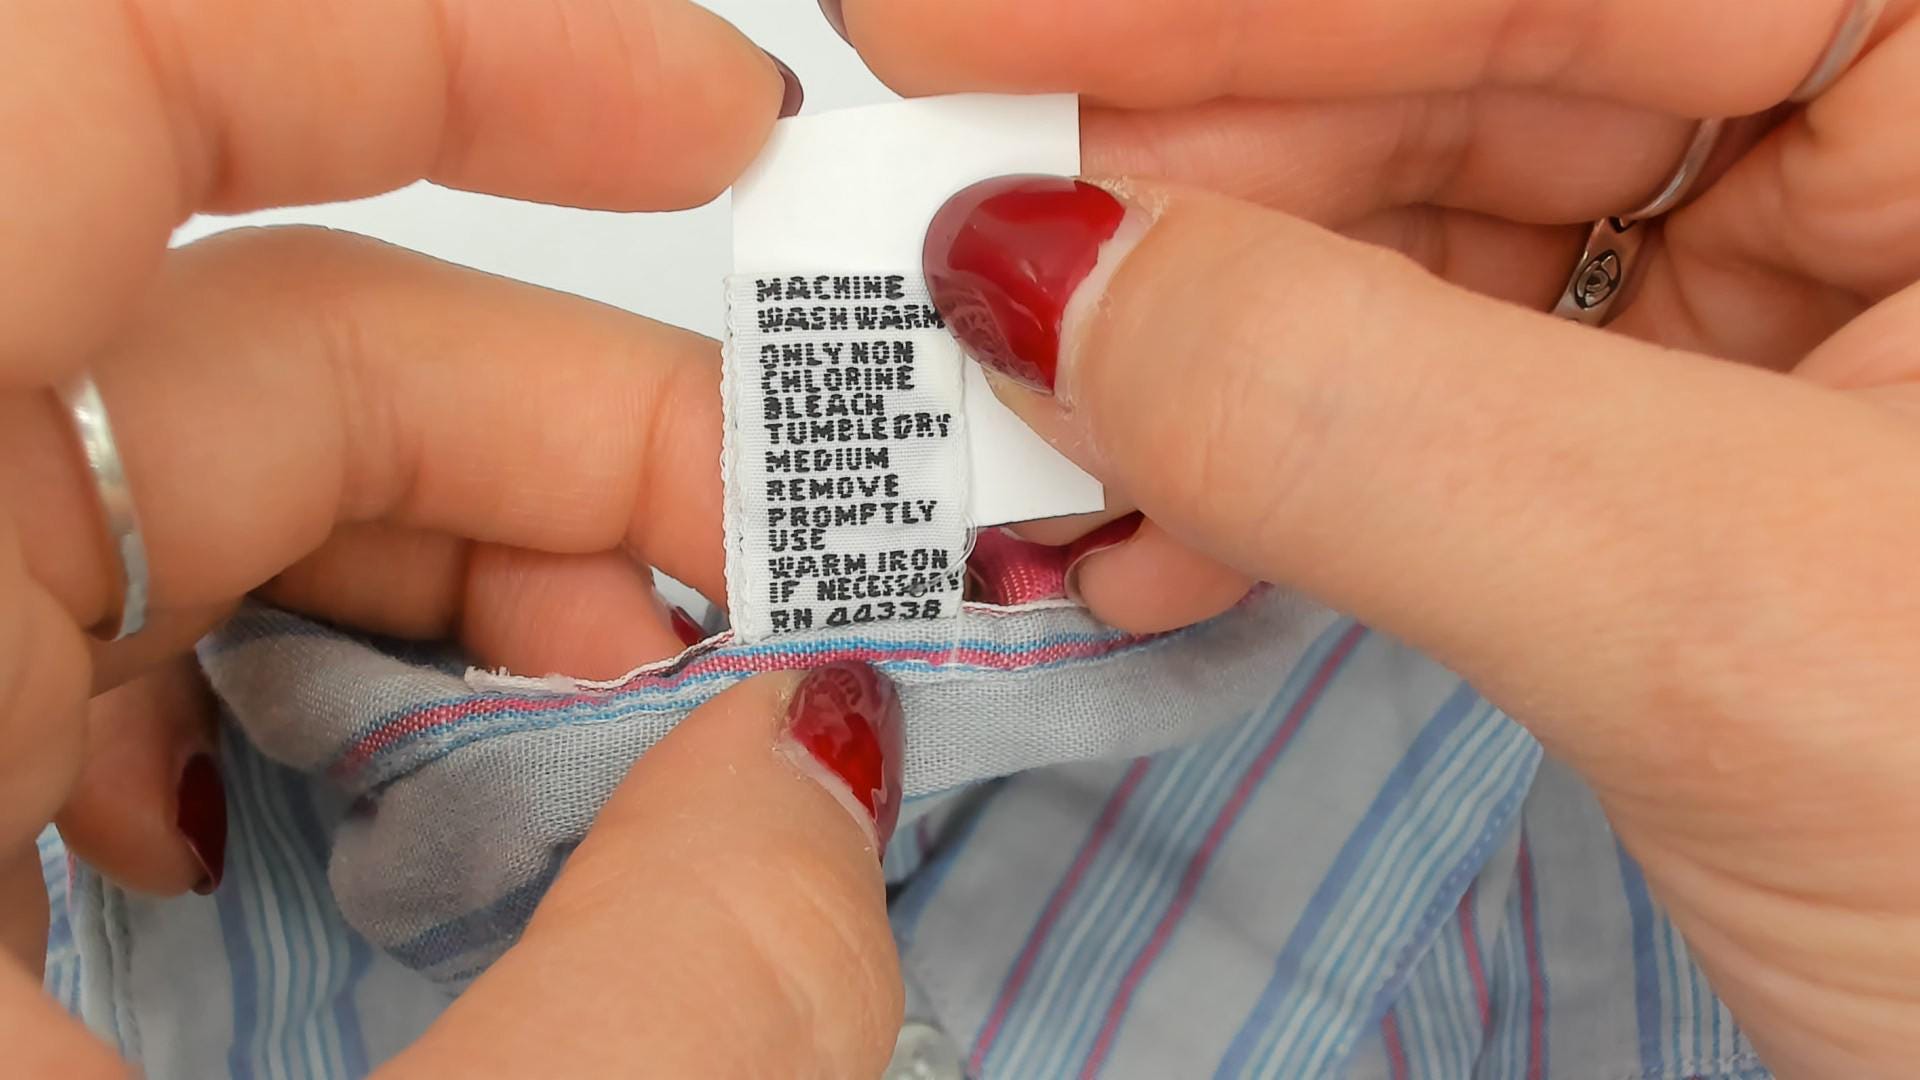 MACHINE
WASH WARM
ONLY NON
CHLORINE
BLEACH
TUMBLE DRY
MEDIUM
REMOVE
PROMPTLY
USE
WARM IRON
IF NECESSARY
RN 44338